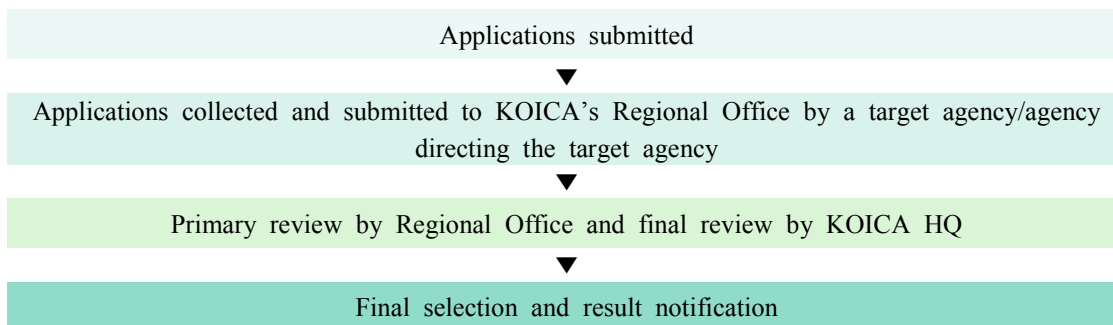 Applications submitted
▼
Applications collected and submitted to KOICA's Regional Office by a target agency/agency
directing the target agency
▼
Primary review by Regional Office and final review by KOICA HQ
▼
Final selection and result notification